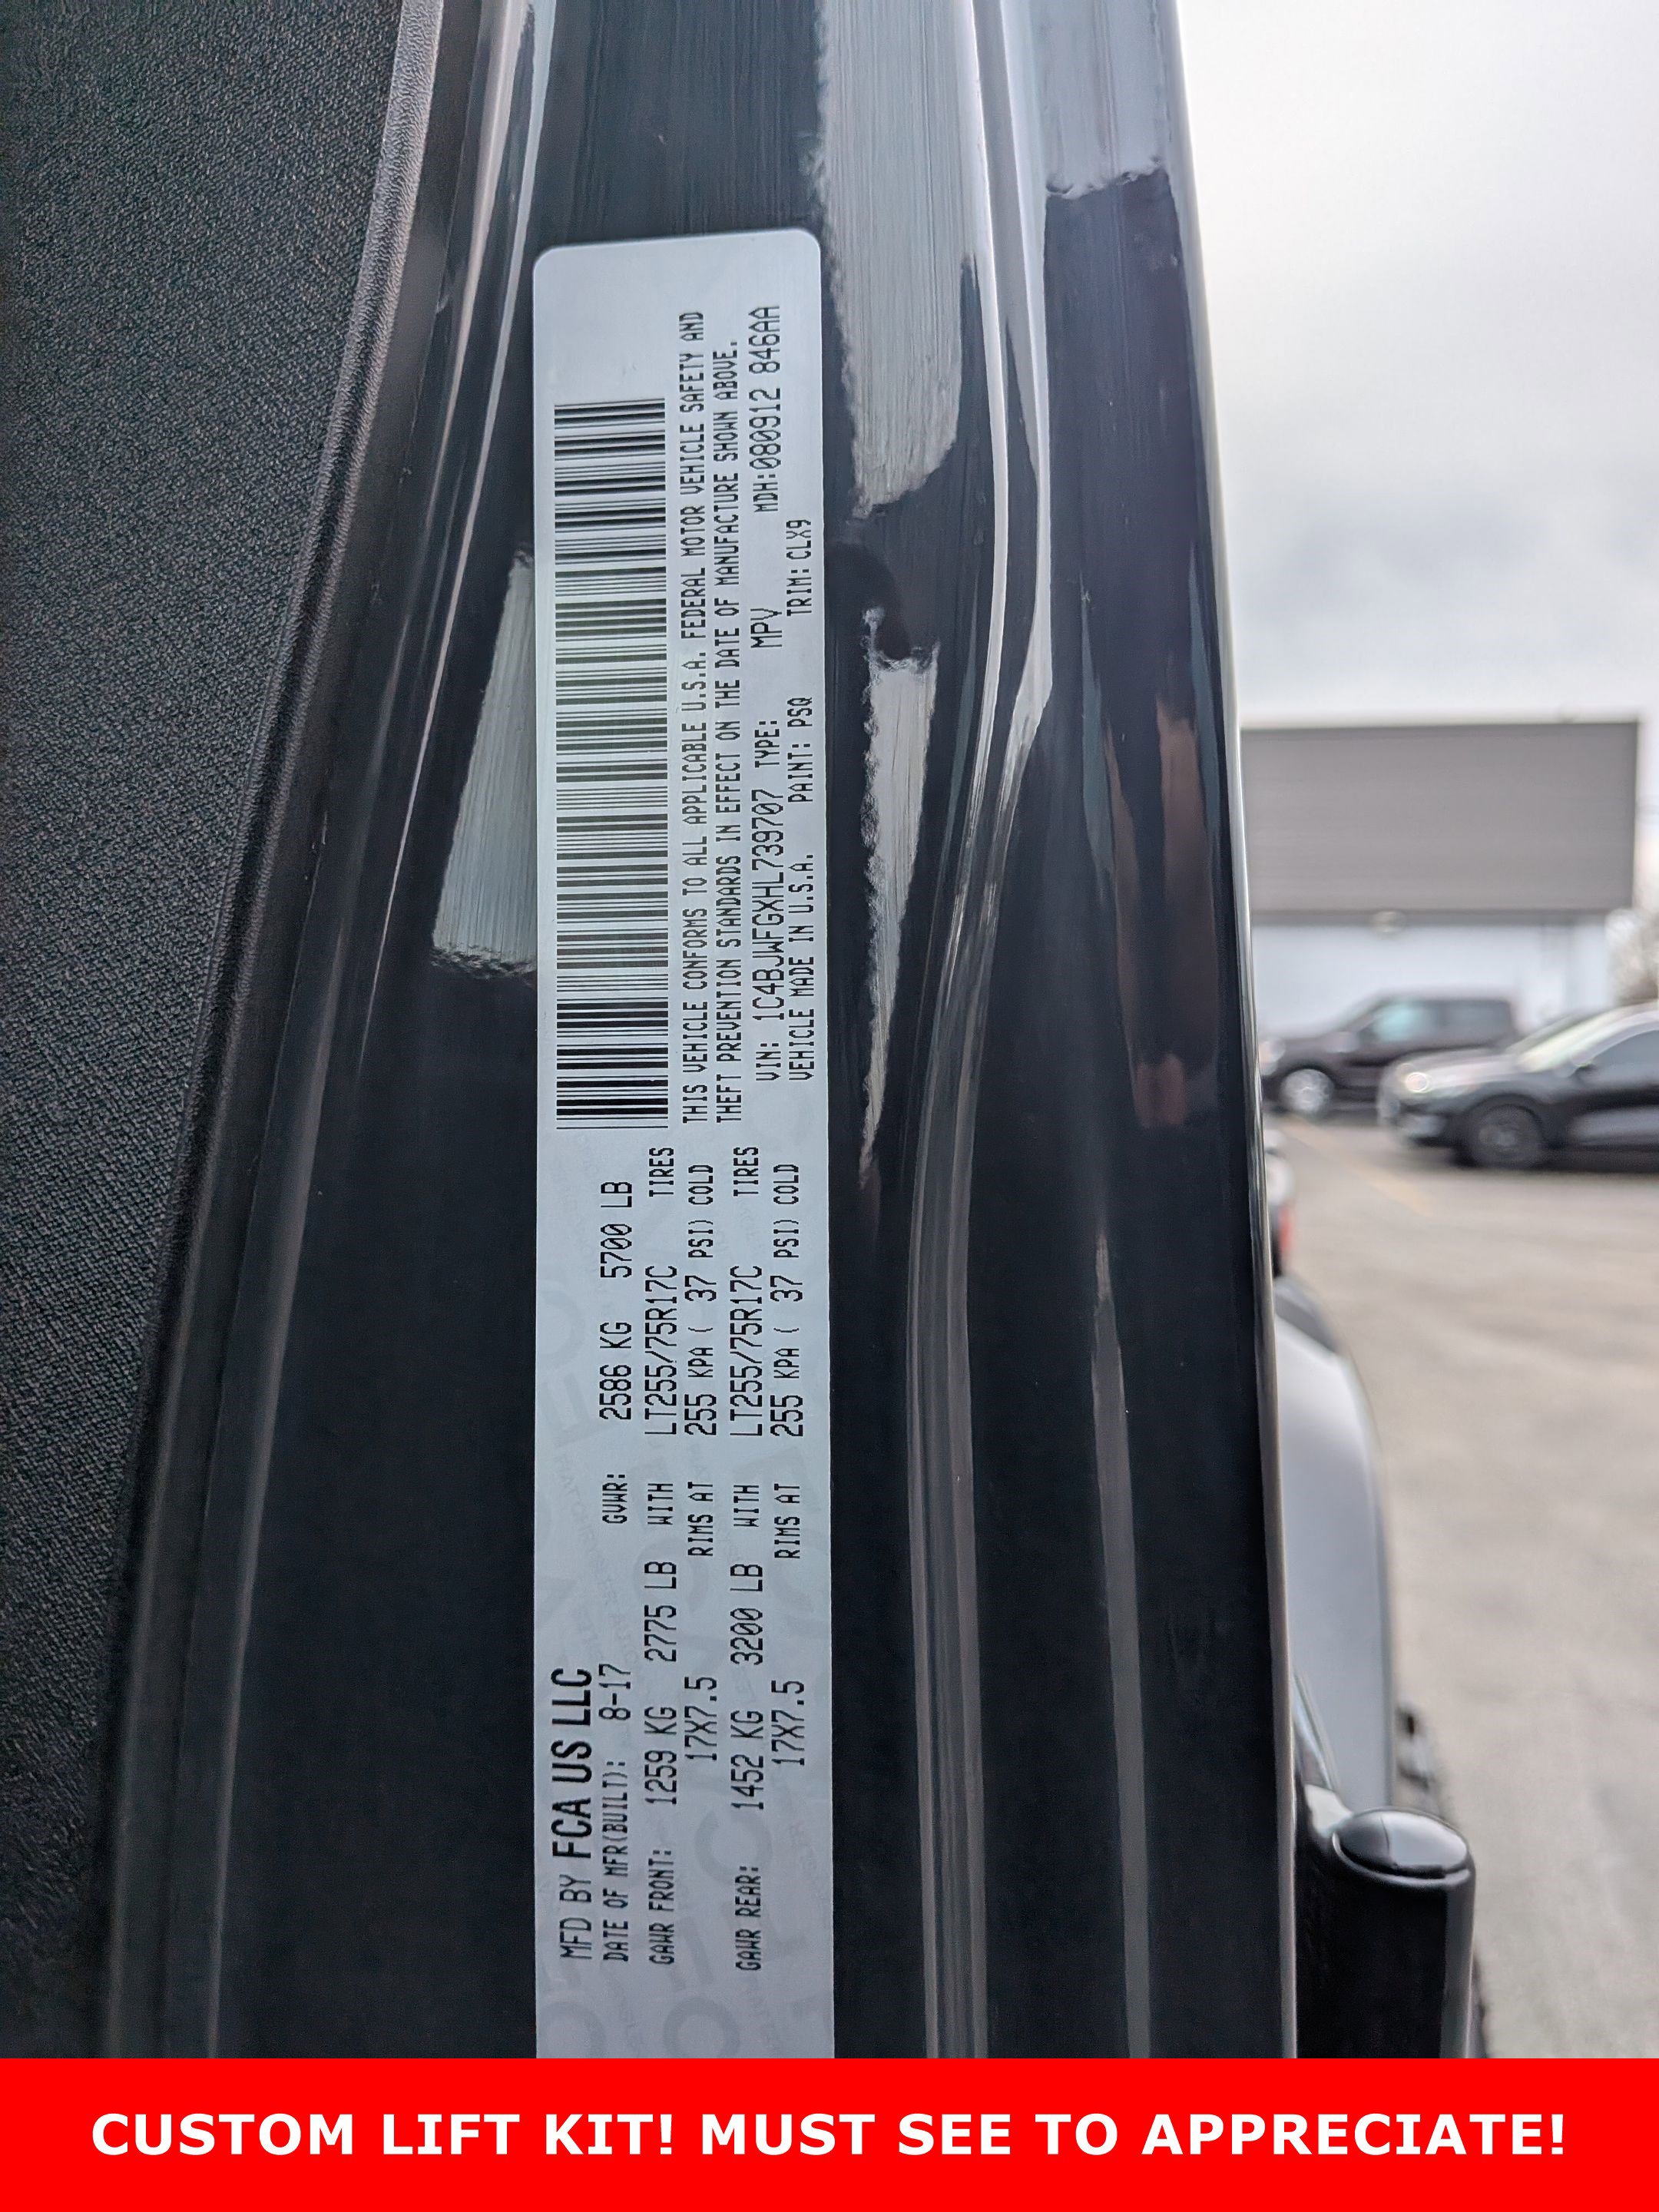 MFD BY FCA US LLC
DATE OF MFR(BUILT): 8-17 GVWR: 2586 KG 5700 LB
GAWR FRONT: 1259 KG 2775 LB WITH LT255/75R17C TIRES
17X7.5 RIMS AT 255 KPA ( 37 PSI) COLD
GAWR REAR: 1452 KG 3200 LB WITH LT255/75R17C TIRES
17X7.5 RIMS AT 255 KPA ( 37 PSI) COLD
THIS VEHICLE CONFORMS TO ALL APPLICABLE U.S.A. FEDERAL MOTOR VEHICLE SAFETY AND
THEFT PREVENTION STANDARDS IN EFFECT ON THE DATE OF MANUFACTURE SHOWN ABOVE.
VIN: 1C4BJWFGXHL739707 TYPE: MPV MDH:080912 846AA
VEHICLE MADE IN U.S.A. PAINT: PSQ TRIM: CLX9
CUSTOM LIFT KIT! MUST SEE TO APPRECIATE!